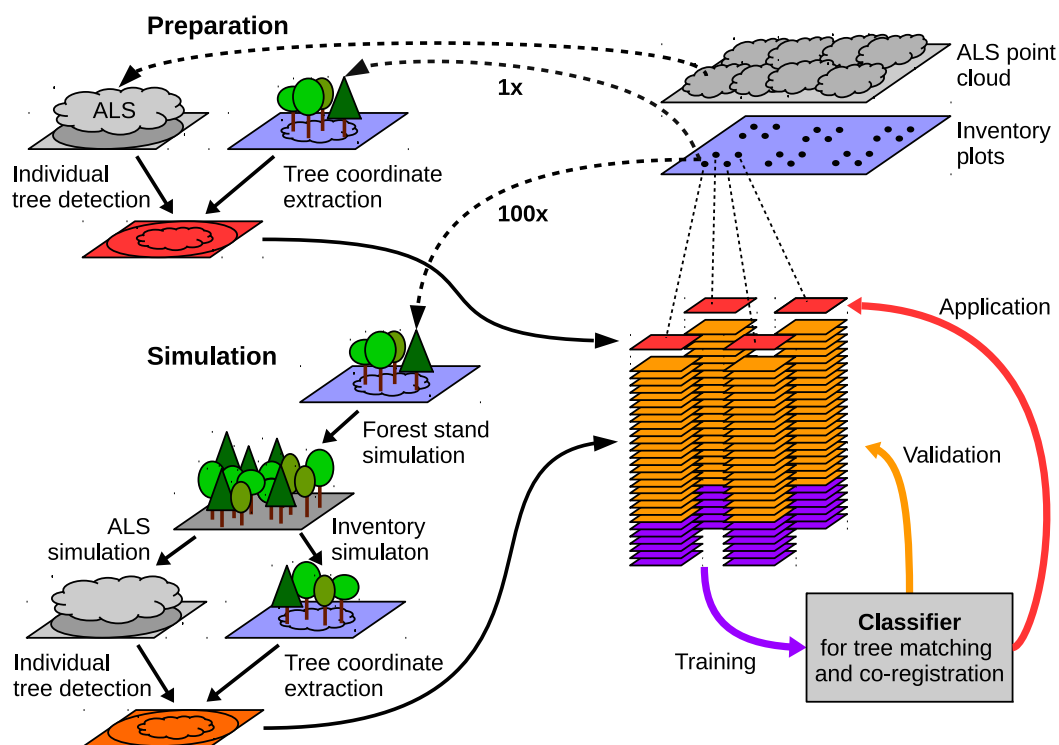 Preparation
ALS point
cloud
ALS
1x
Inventory
plots
Individual
tree detection
Tree coordinate
extraction
100x
Application
Simulation
Forest stand
simulation
Validation
ALS
simulation
Inventory
simulaton
Classifier
for tree matching
and co-registration
Training
Individual
tree detection
Tree coordinate
extraction